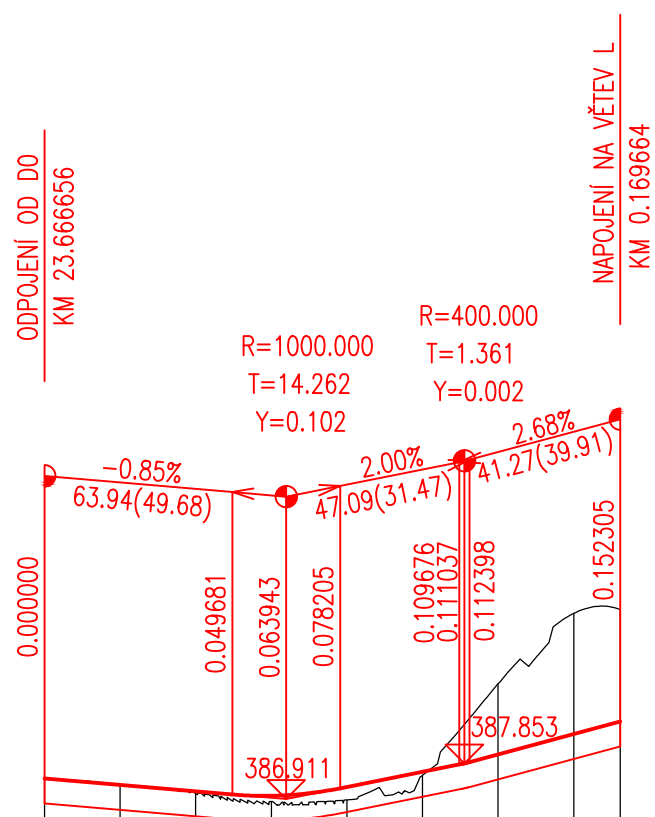 NAPOJENÍ NA VĚTEV L
KM 0.169664
ODPOJENÍ OD D0
KM 23.666656
R=1000.000
T=14.262
Y=0.102
R=400.000
T=1.361
Y=0.002
-0.85%
63.94(49.68)
2.00%
47.09(31.47)
2.68%
41.27(39.91)
0.000000
0.049681
0.063943
0.078205
0.109676
0.111037
0.112398
0.152305
386.911
387.853